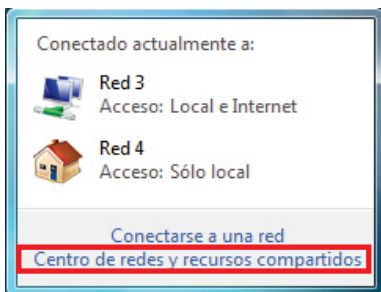 Conectado actualmente a:
Red 3
Acceso: Local e Internet
Red 4
Acceso: Sólo local
Conectarse a una red
Centro de redes y recursos compartidos